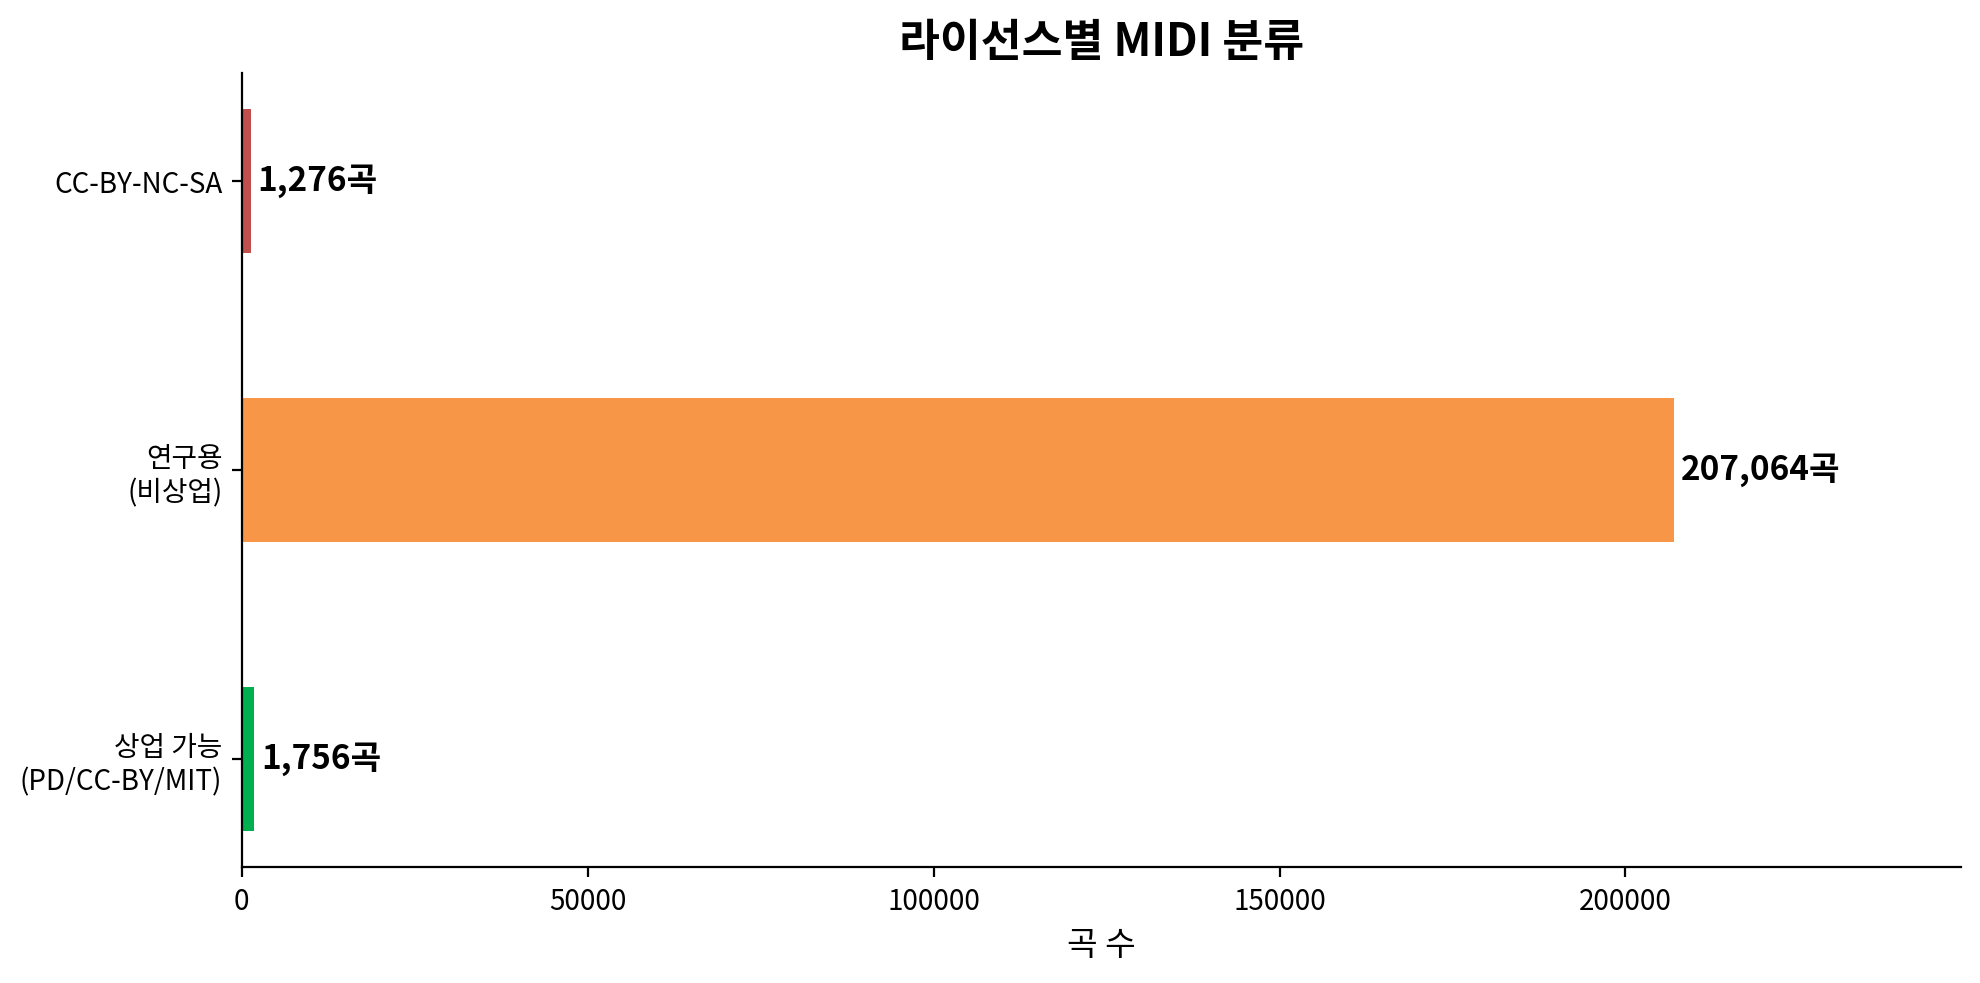 라이선스별 MIDI 분류
CC-BY-NC-SA
1,276곡
연구용
(비상업)
207,064곡
상업 가능
(PD/CC-BY/MIT)
1,756곡
0 50000 100000 150000 200000
곡 수